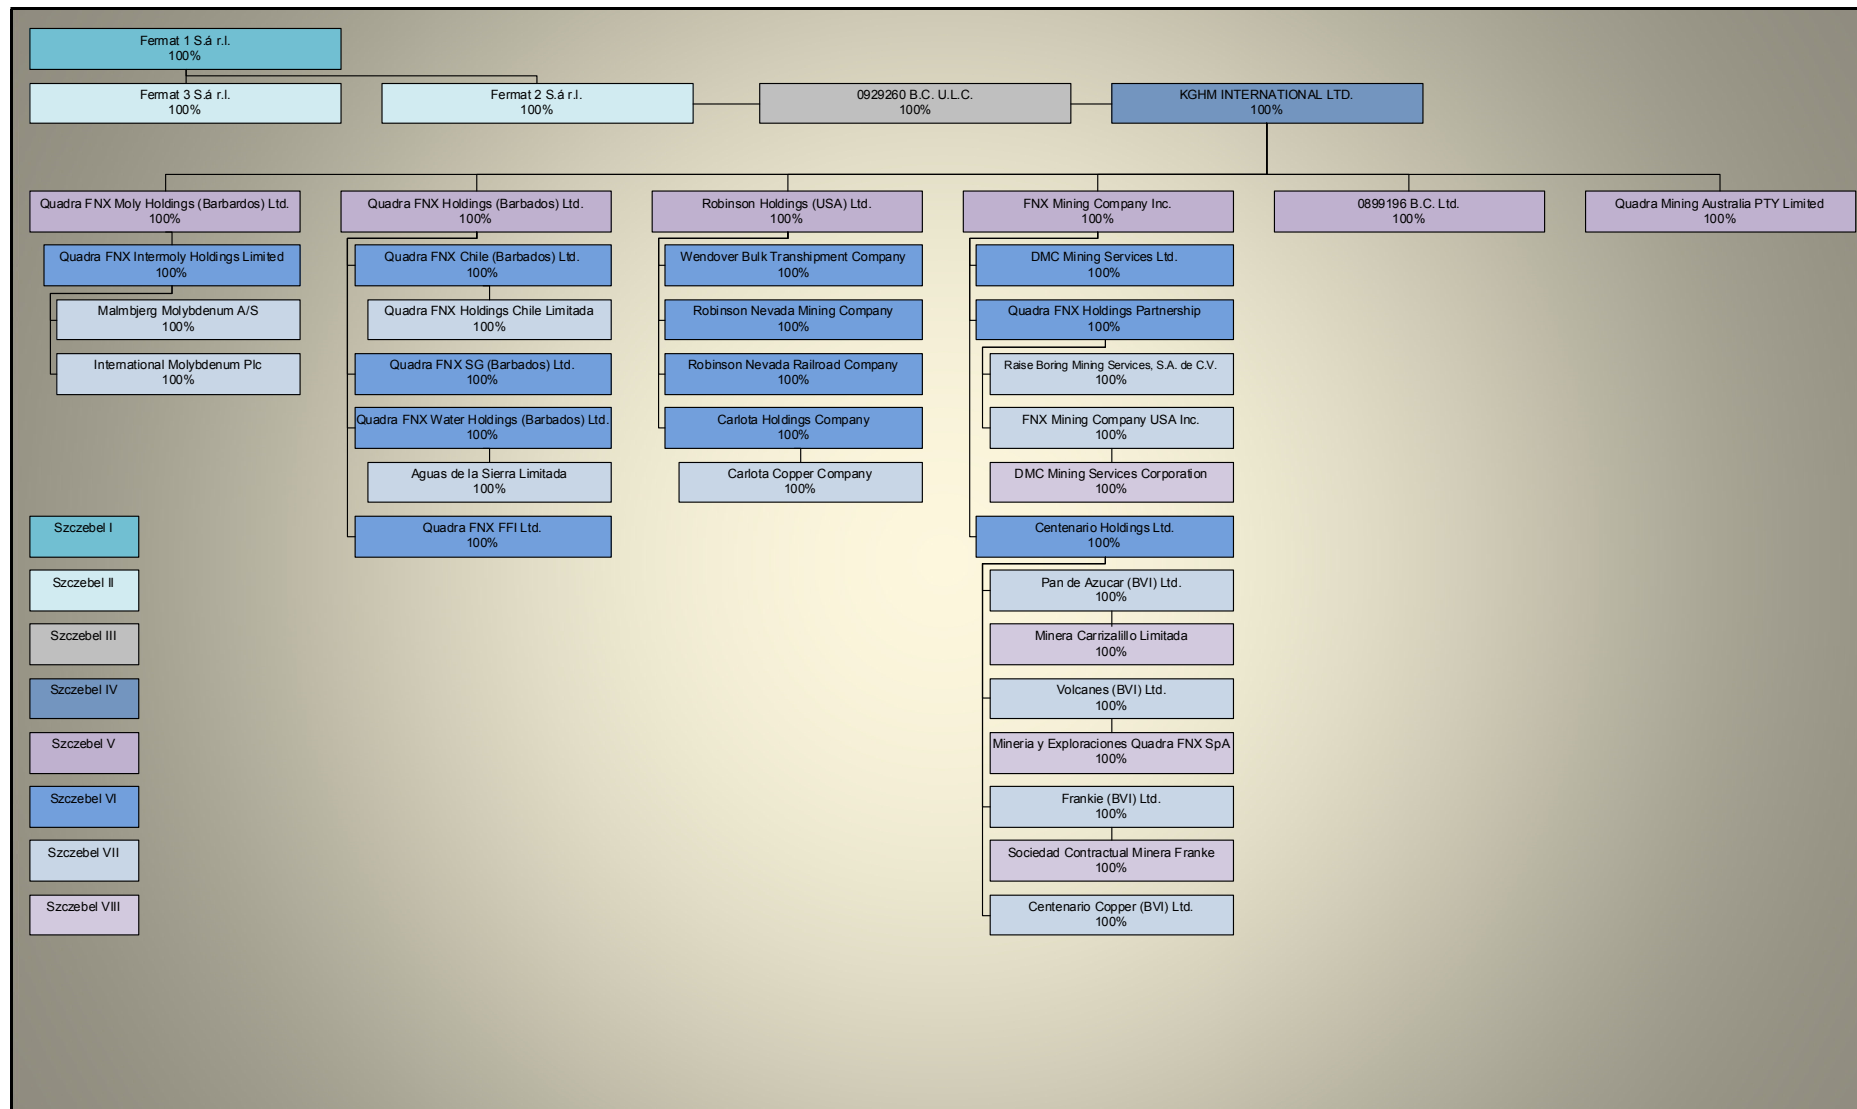 Fermat 1 S.á r.l.
100%
Fermat 3 S.á r.l.
100%
Fermat 2 S.á r.l.
100%
0929260 B.C. U.L.C.
100%
KGHM INTERNATIONAL LTD.
100%
Quadra FNX Moly Holdings (Barbardos) Ltd.
100%
Quadra FNX Intermoly Holdings Limited
100%
Malmbjerg Molybdenum A/S
100%
International Molybdenum Plc
100%
Quadra FNX Holdings (Barbados) Ltd.
100%
Quadra FNX Chile (Barbados) Ltd.
100%
Quadra FNX Holdings Chile Limitada
100%
Quadra FNX SG (Barbados) Ltd.
100%
Quadra FNX Water Holdings (Barbados) Ltd.
100%
Aguas de la Sierra Limitada
100%
Quadra FNX FFI Ltd.
100%
Robinson Holdings (USA) Ltd.
100%
Wendover Bulk Transhipment Company
100%
Robinson Nevada Mining Company
100%
Robinson Nevada Railroad Company
100%
Carlota Holdings Company
100%
Carlota Copper Company
100%
FNX Mining Company Inc.
100%
DMC Mining Services Ltd.
100%
Quadra FNX Holdings Partnership
100%
Raise Boring Mining Services, S.A. de C.V.
100%
FNX Mining Company USA Inc.
100%
DMC Mining Services Corporation
100%
Centenario Holdings Ltd.
100%
Pan de Azucar (BVI) Ltd.
100%
Minera Carrizalillo Limitada
100%
Volcanes (BVI) Ltd.
100%
Mineria y Exploraciones Quadra FNX SpA
100%
Frankie (BVI) Ltd.
100%
Sociedad Contractual Minera Franke
100%
Centenario Copper (BVI) Ltd.
100%
0899196 B.C. Ltd.
100%
Quadra Mining Australia PTY Limited
100%
Szczebel I
Szczebel II
Szczebel III
Szczebel IV
Szczebel V
Szczebel VI
Szczebel VII
Szczebel VIII